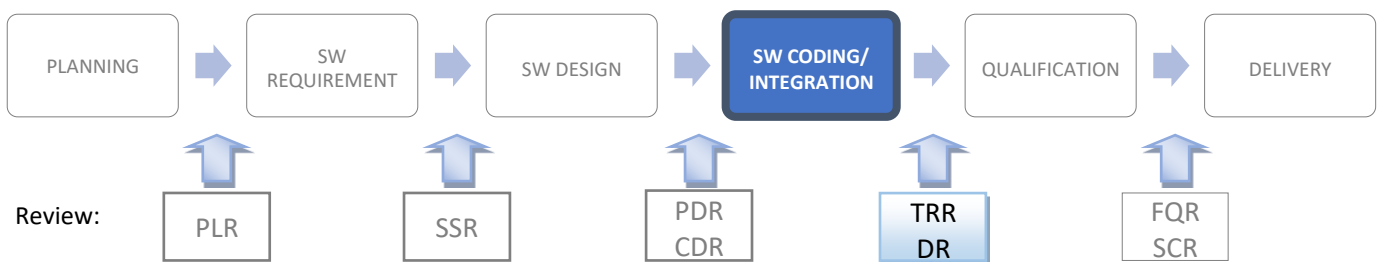 PLANNING
SW
REQUIREMENT
SW DESIGN
SW CODING/
INTEGRATION
QUALIFICATION
DELIVERY
Review:
PLR
SSR
PDR
CDR
TRR
DR
FQR
SCR